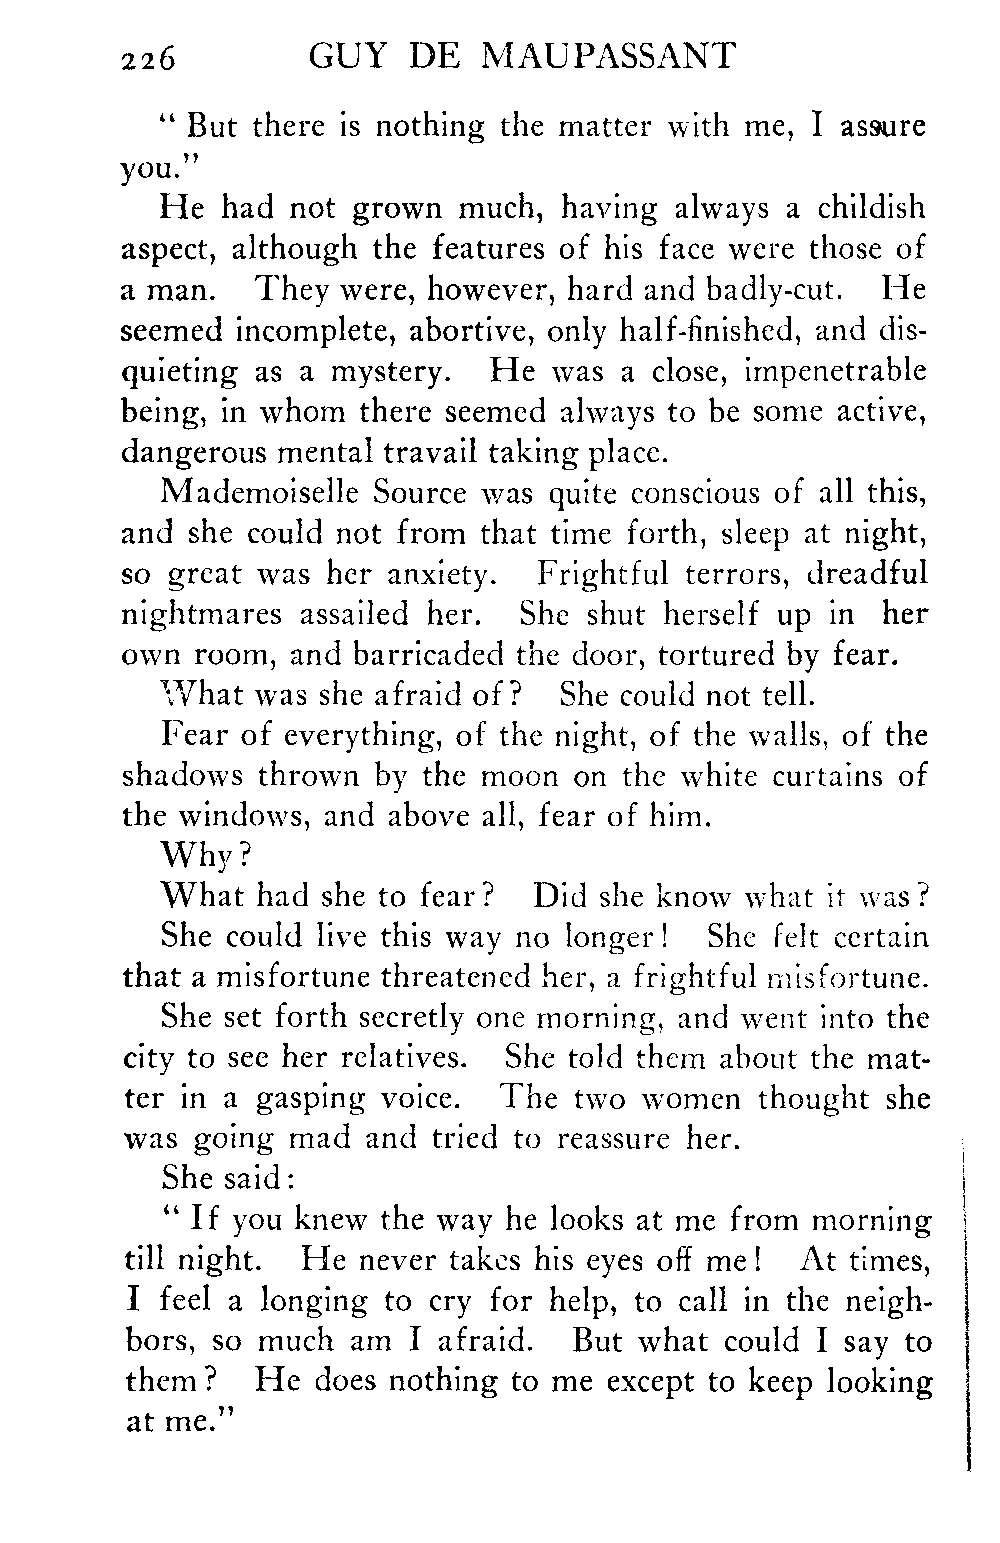 226 GUY DE MAUPASSANT
“ But there is nothing the matter with me, I assure
you.”
He had not grown much, having always a childish
aspect, although the features of his face were those of
a man. They were, however, hard and badly-cut. He
seemed incomplete, abortive, only half-finished, and dis-
quieting as a mystery. He was a close, impenetrable
being, in whom there seemed always to be some active,
dangerous mental travail taking place.
Mademoiselle Source was quite conscious of all this,
and she could not from that time forth, sleep at night,
so great was her anxiety. Frightful terrors, dreadful
nightmares assailed her. She shut herself up in her
own room, and barricaded the door, tortured by fear.
What was she afraid of? She could not tell.
Fear of everything, of the night, of the walls, of the
shadows thrown by the moon on the white curtains of
the windows, and above all, fear of him.
Why?
What had she to fear? Did she know what it was?
She could live this way no longer! She felt certain
that a misfortune threatened her, a frightful misfortune.
She set forth secretly one morning, and went into the
city to see her relatives. She told them about the mat-
ter in a gasping voice. The two women thought she
was going mad and tried to reassure her.
She said:
“ If you knew the way he looks at me from morning
till night. He never takes his eyes off me! At times,
I feel a longing to cry for help, to call in the neigh-
bors, so much am I afraid. But what could I say to
them? He does nothing to me except to keep looking
at me.”